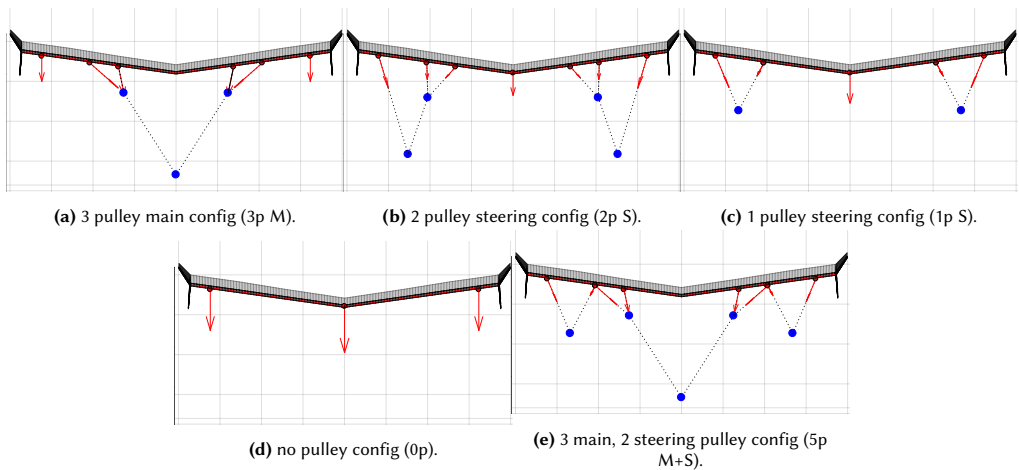 (a) 3 pulley main config (3p M).
(b) 2 pulley steering config (2p S).
(c) 1 pulley steering config (1p S).
(d) no pulley config (0p).
(e) 3 main, 2 steering pulley config (5p
M+S).